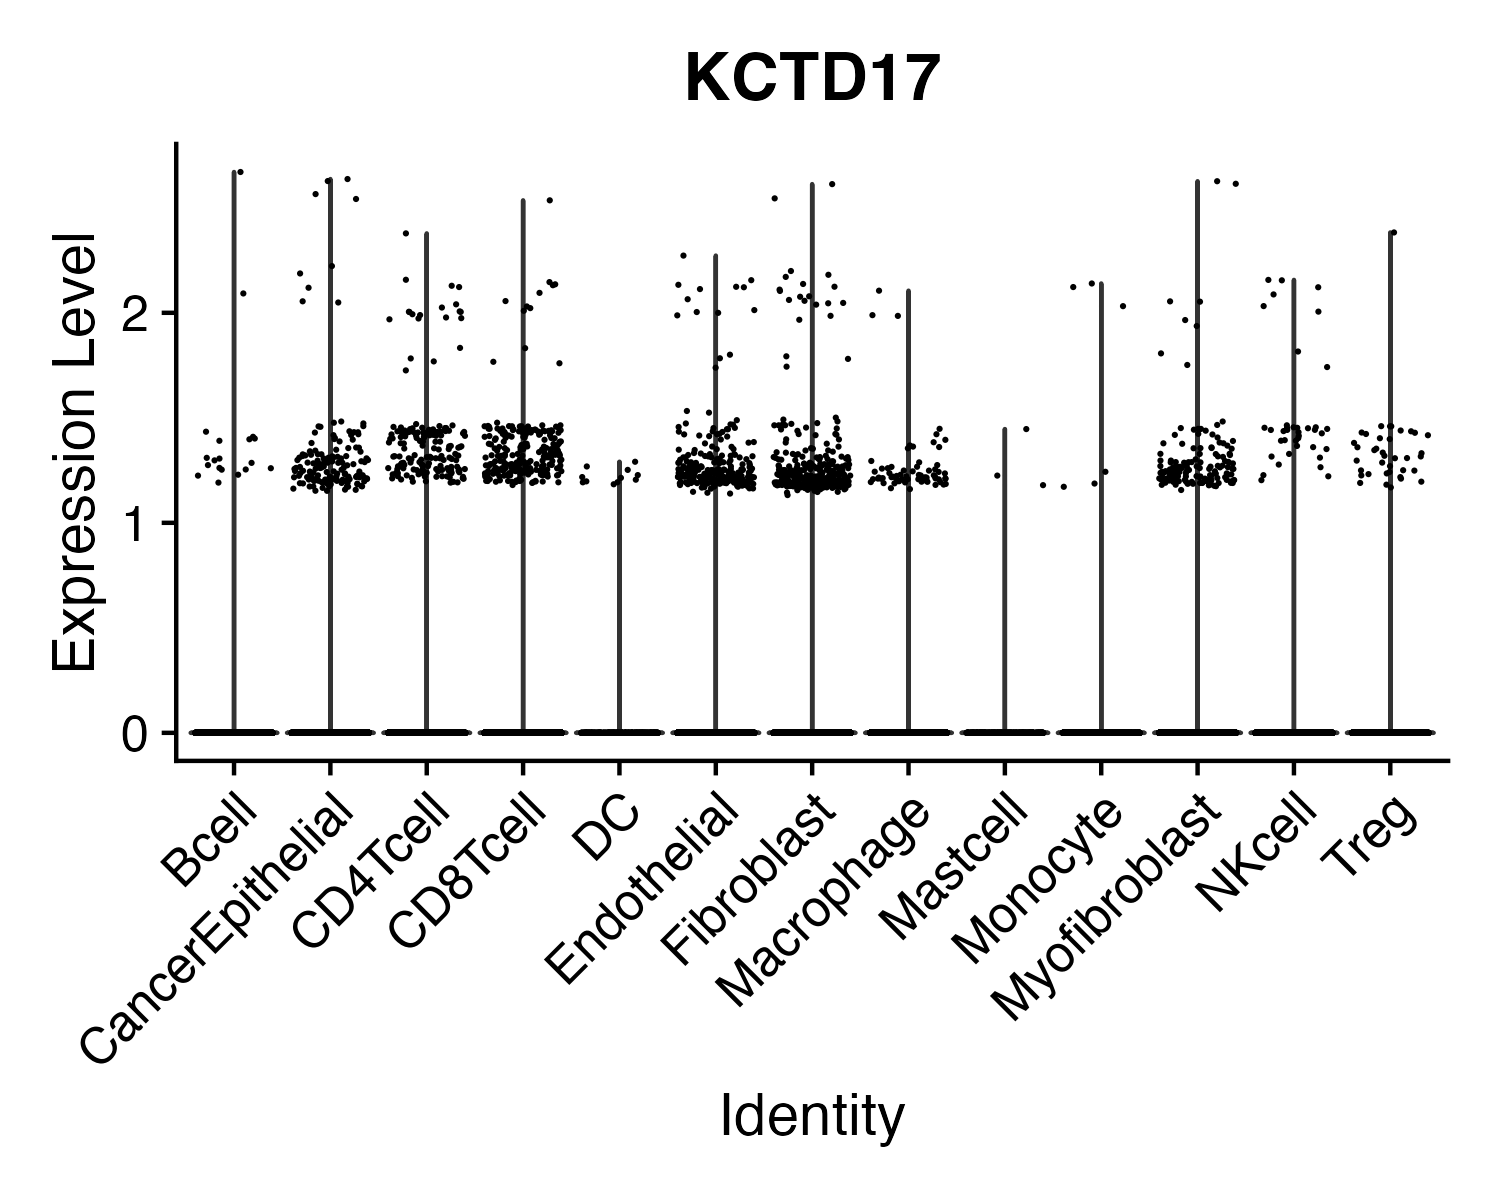 KCTD17
Expression Level
2
1
0
Bcell
CancerEpithelial
CD4Tcell
CD8Tcell
DC
Endothelial
Fibroblast
Macrophage
Mastcell
Monocyte
Myofibroblast
NKcell
Treg
Identity